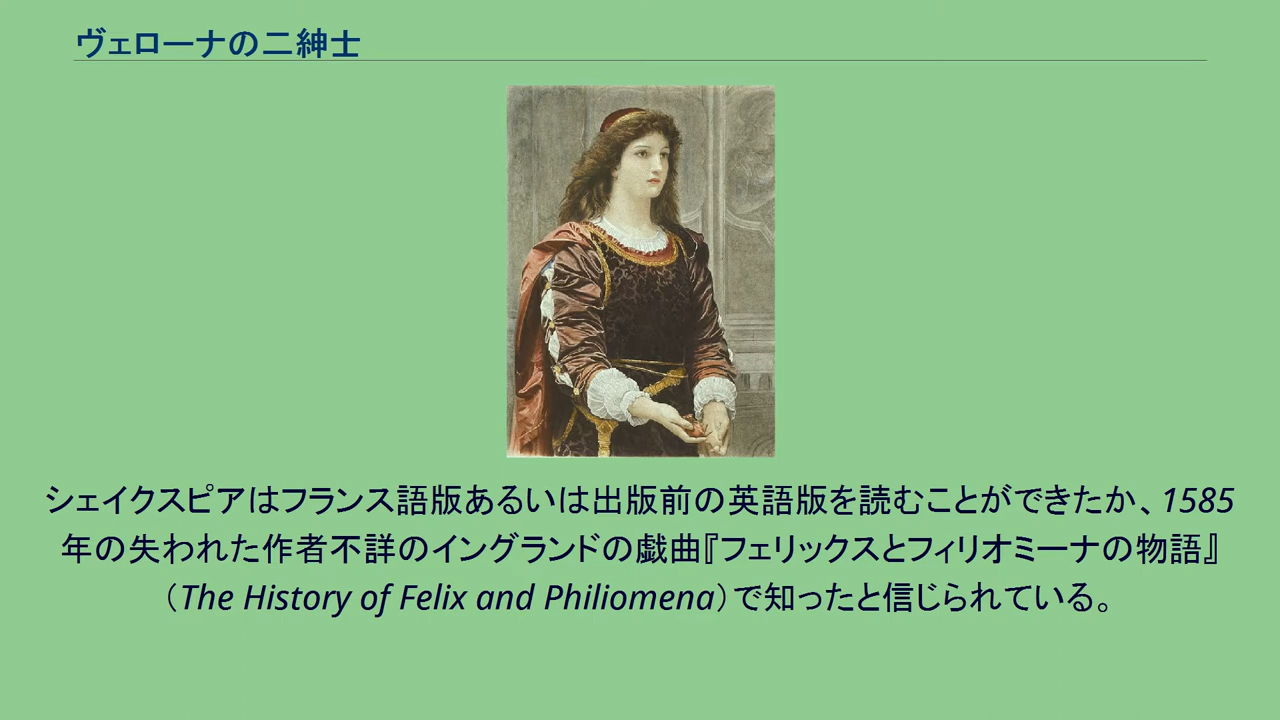 ヴェローナの二紳士
シェイクスピアはフランス語版あるいは出版前の英語版を読むことができたか、1585
年の失われた作者不詳のイングランドの戯曲『フェリックスとフィリオミーナの物語』
（The History of Felix and Philiomena）で知ったと信じられている。